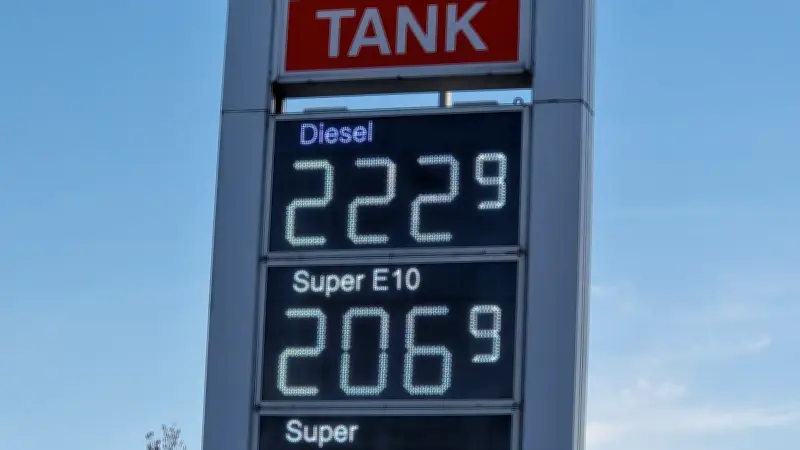 TANK
Diesel
2229
Super E10
2069
Super